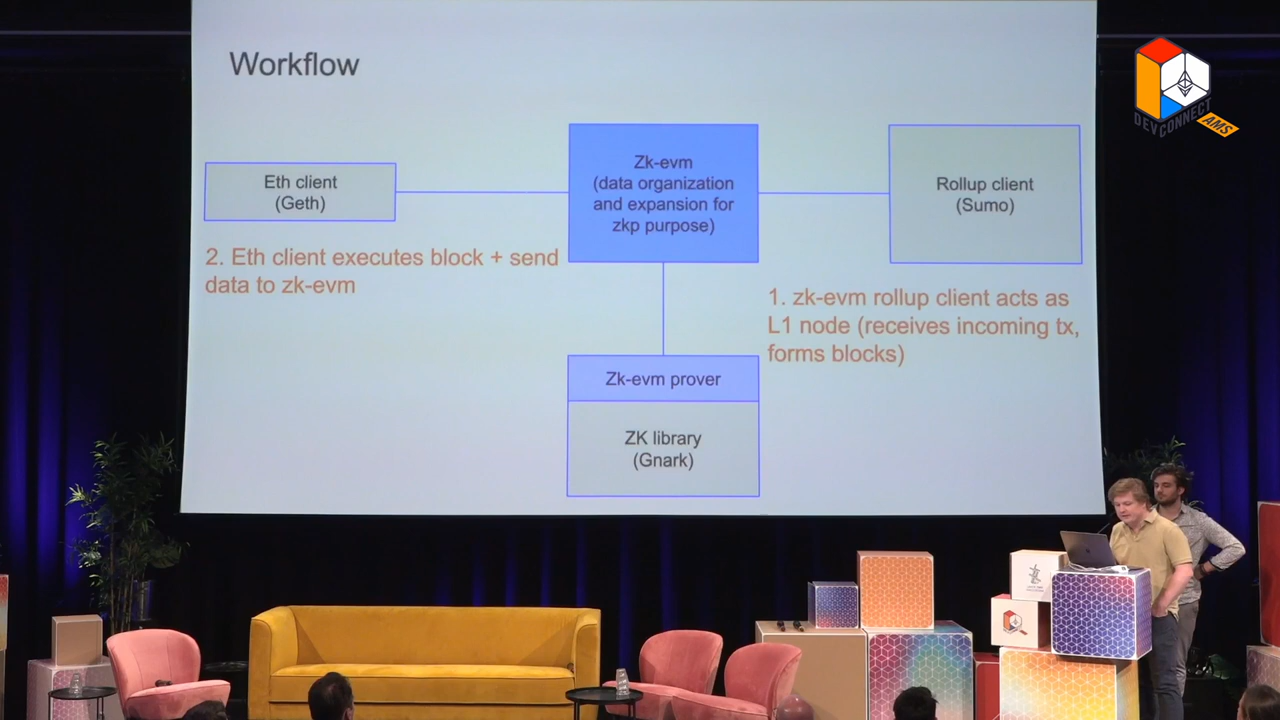 Workflow
Eth client
(Geth)
Zk-evm
(data organization
and expansion for
zkp purpose)
Rollup client
(Sumo)
2. Eth client executes block + send
data to zk-evm
1. zk-evm rollup client acts as
L1 node (receives incoming tx,
forms blocks)
Zk-evm prover
ZK library
(Gnark)
DEVCONNECT
AMS